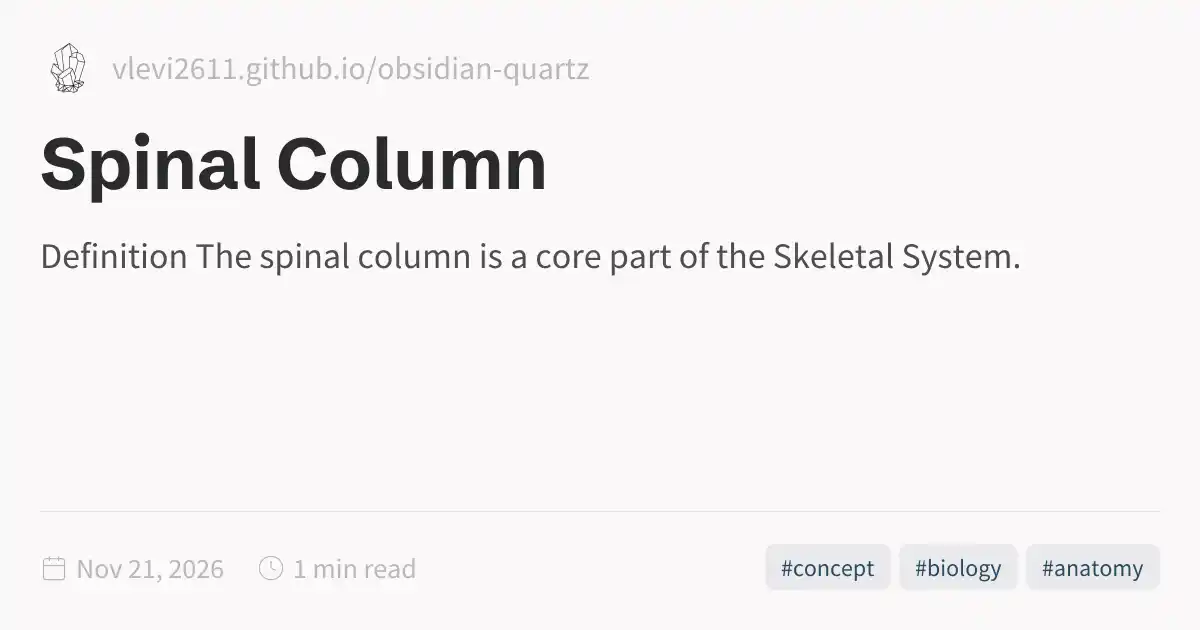 vlevi2611.github.io/obsidian-quartz
Spinal Column
Definition The spinal column is a core part of the Skeletal System.
Nov 21, 2026 1 min read #concept #biology #anatomy